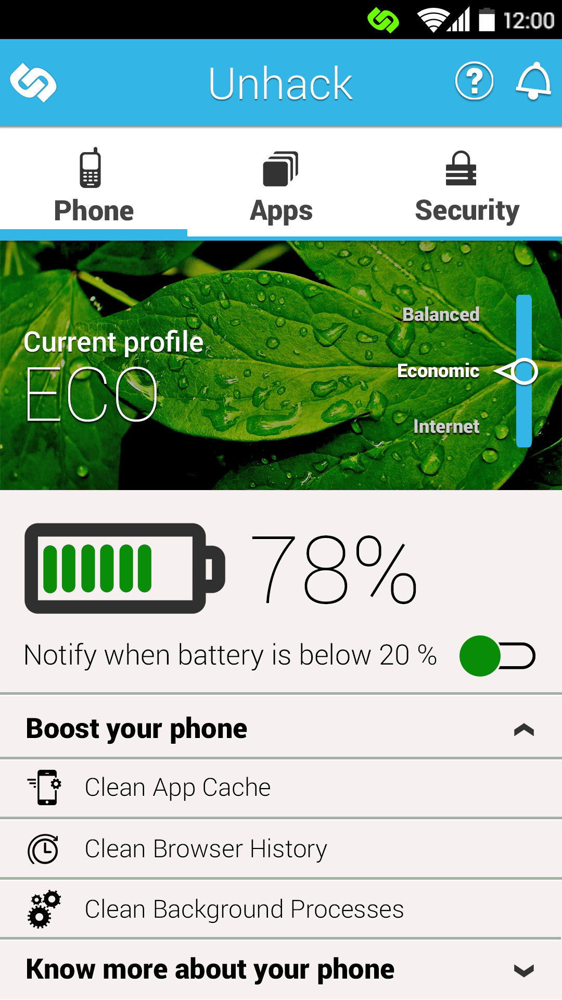 12:00
Unhack
Phone
Apps
Security
Balanced
Current profile
ECO
Economic
Internet
78%
Notify when battery is below 20 %
Boost your phone
Clean App Cache
Clean Browser History
Clean Background Processes
Know more about your phone